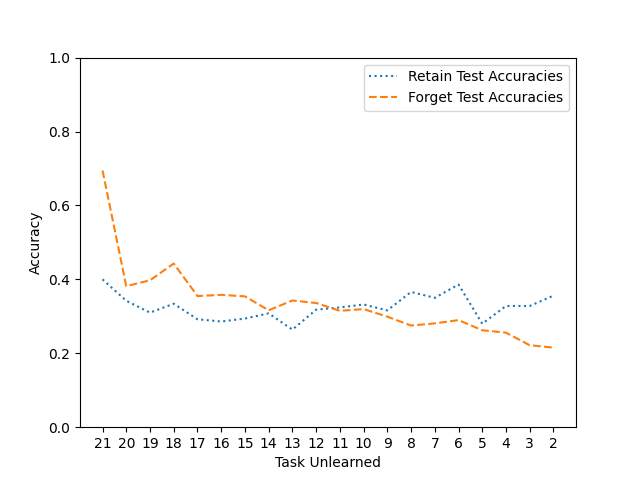 Retain Test Accuracies
Forget Test Accuracies
1.0
0.8
0.6
0.4
0.2
0.0
Accuracy
21 20 19 18 17 16 15 14 13 12 11 10 9 8 7 6 5 4 3 2
Task Unlearned